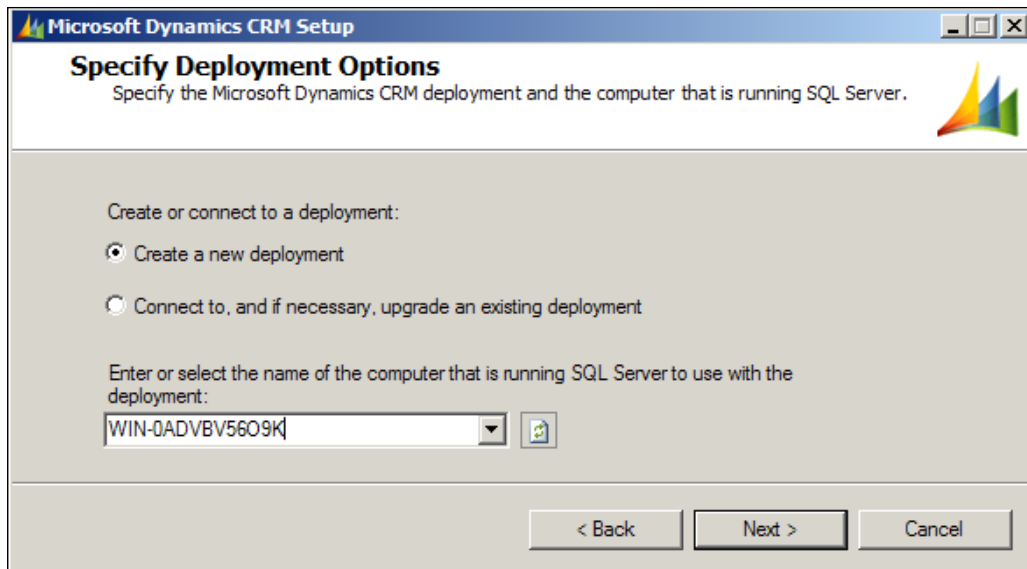 Microsoft Dynamics CRM Setup
Specify Deployment Options
Specify the Microsoft Dynamics CRM deployment and the computer that is running SQL Server.
Create or connect to a deployment:
Create a new deployment
Connect to, and if necessary, upgrade an existing deployment
Enter or select the name of the computer that is running SQL Server to use with the
deployment:
WIN-0ADVBV56O9K
< Back
Next >
Cancel